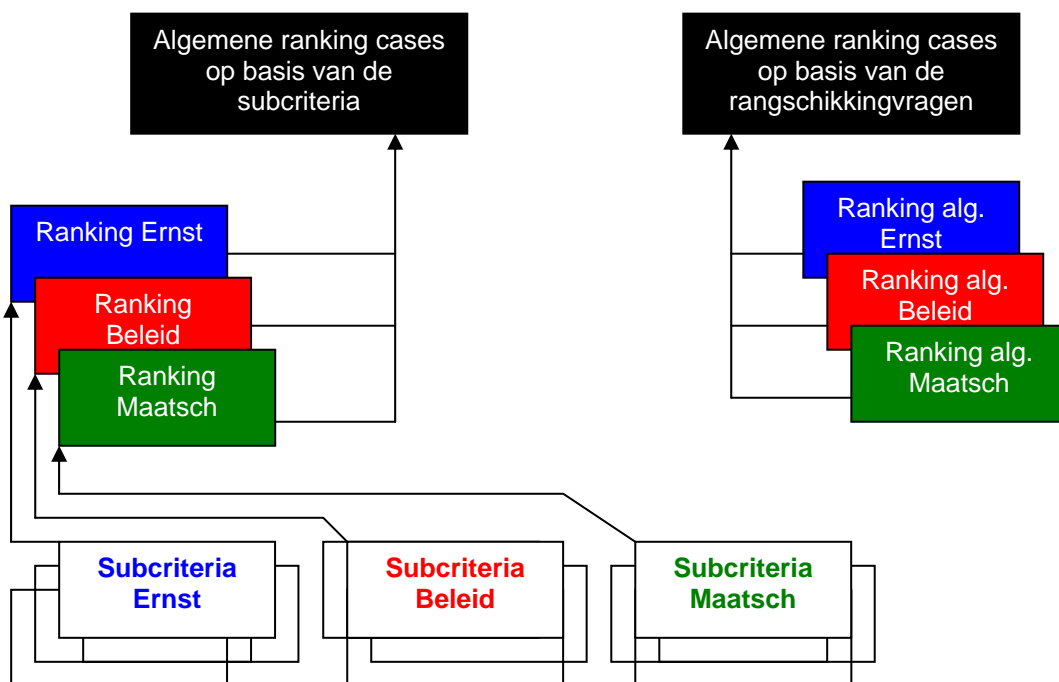 Algemene ranking cases
op basis van de
subcriteria
Algemene ranking cases
op basis van de
rangschikkingvragen
Ranking Ernst
Ranking
Beleid
Ranking
Maatsch
Ranking alg.
Ernst
Ranking alg.
Beleid
Ranking alg.
Maatsch
Subcriteria
Ernst
Subcriteria
Beleid
Subcriteria
Maatsch